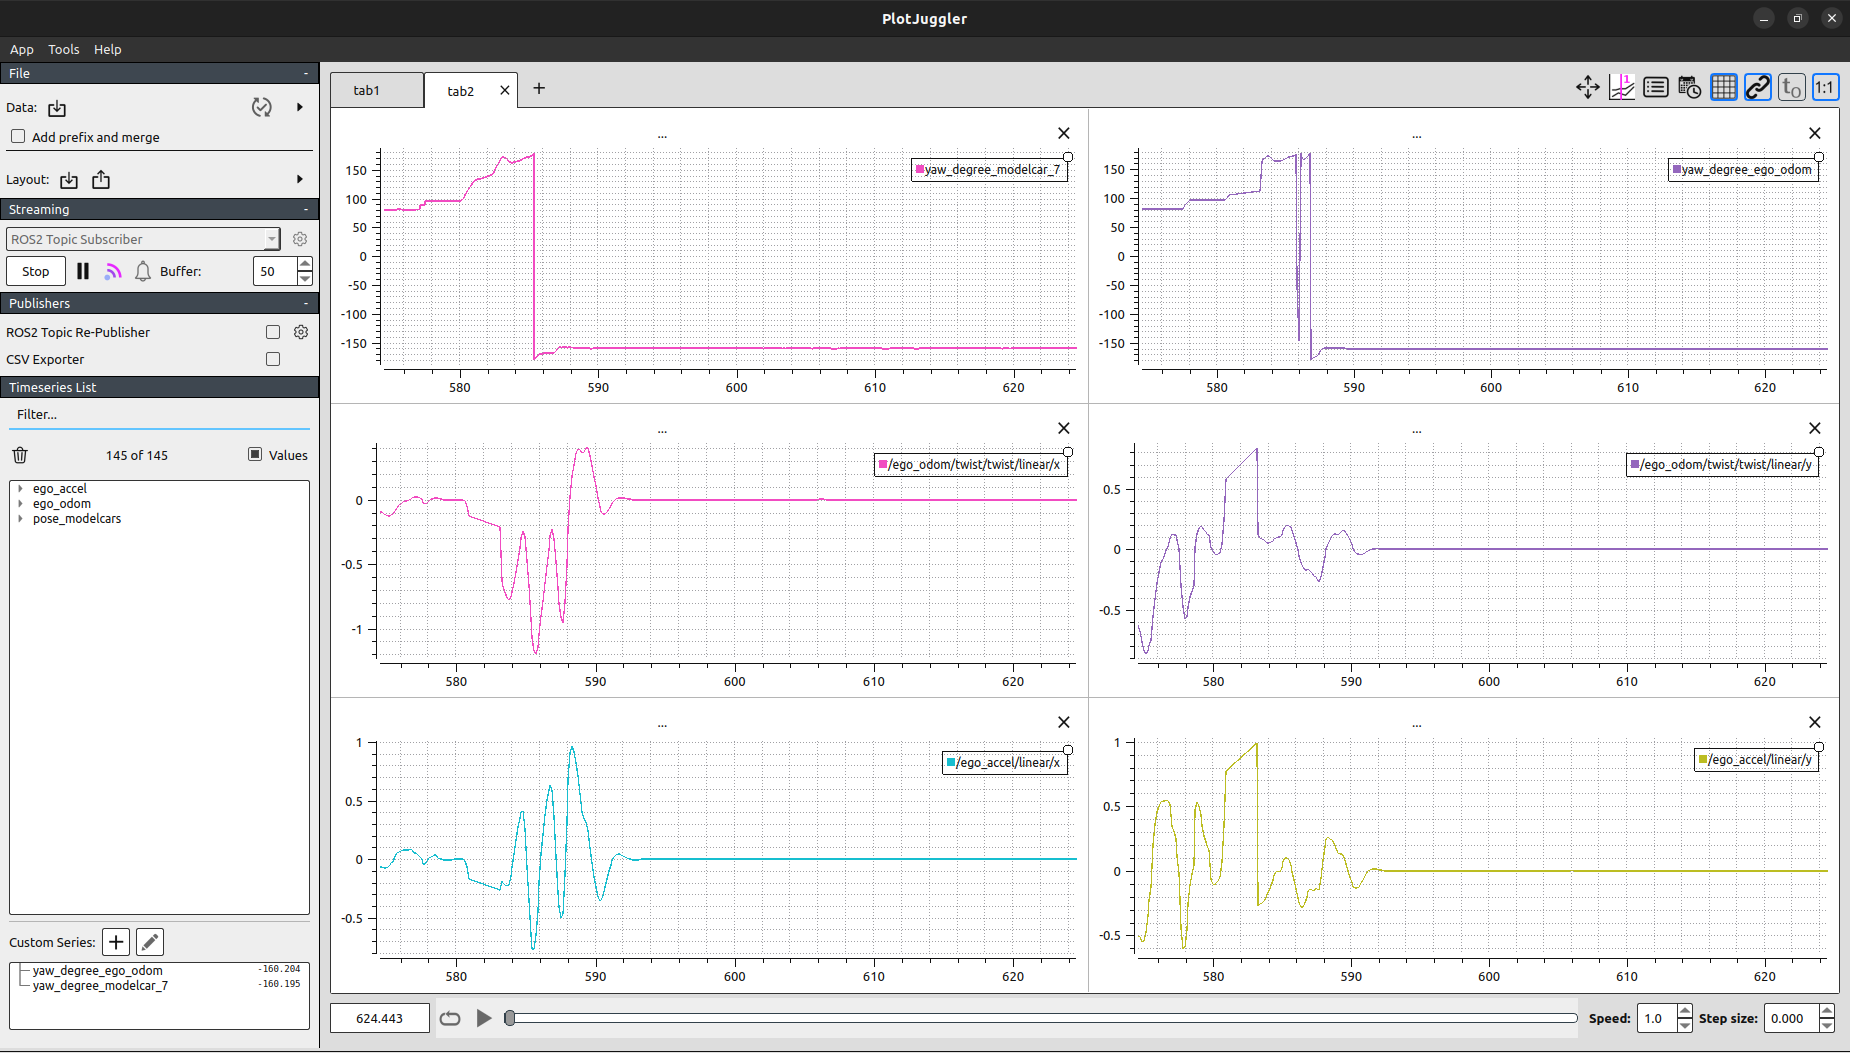 PlotJuggler
App Tools Help
File -
Data:
Add prefix and merge
Layout:
Streaming -
ROS2 Topic Subscriber
Stop Buffer: 50
Publishers -
ROS2 Topic Re-Publisher
CSV Exporter
Timeseries List
Filter...
145 of 145 Values
ego_accel
ego_odom
pose_modelcars
Custom Series:
yaw_degree_ego_odom -160.204
yaw_degree_modelcar_7 -160.195
tab1 tab2 +
1 t0 1:1
...
yaw_degree_modelcar_7
150
100
50
0
-50
-100
-150
580 590 600 610 620
...
yaw_degree_ego_odom
150
100
50
0
-50
-100
-150
580 590 600 610 620
...
/ego_odom/twist/twist/linear/x
0
-0.5
-1
580 590 600 610 620
...
/ego_odom/twist/twist/linear/y
0.5
0
-0.5
580 590 600 610 620
...
/ego_accel/linear/x
1
0.5
0
-0.5
580 590 600 610 620
...
/ego_accel/linear/y
1
0.5
0
-0.5
580 590 600 610 620
624.443 Speed: 1.0 Step size: 0.000